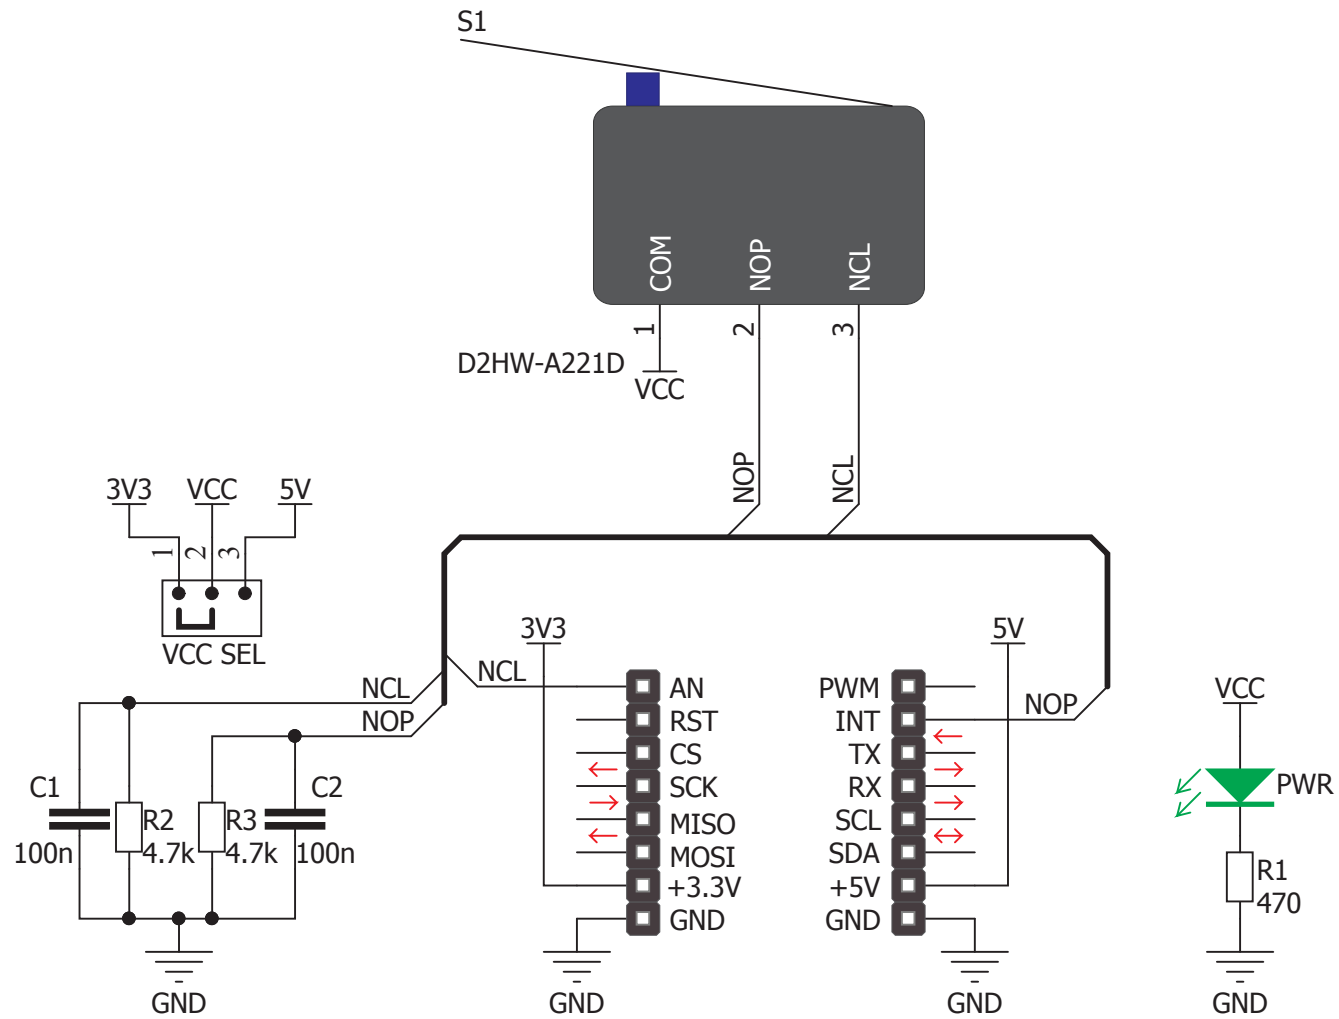 S1
COM NOP NCL
1 2 3
D2HW-A221D
VCC
NOP NCL
3V3 VCC 5V
1 2 3
VCC SEL
3V3
5V
NCL
NCL
NOP
NOP
AN
RST
CS
SCK
MISO
MOSI
+3.3V
GND
PWM
INT
TX
RX
SCL
SDA
+5V
GND
C1
100n
R2
4.7k
R3
4.7k
C2
100n
VCC
PWR
R1
470
GND
GND
GND
GND